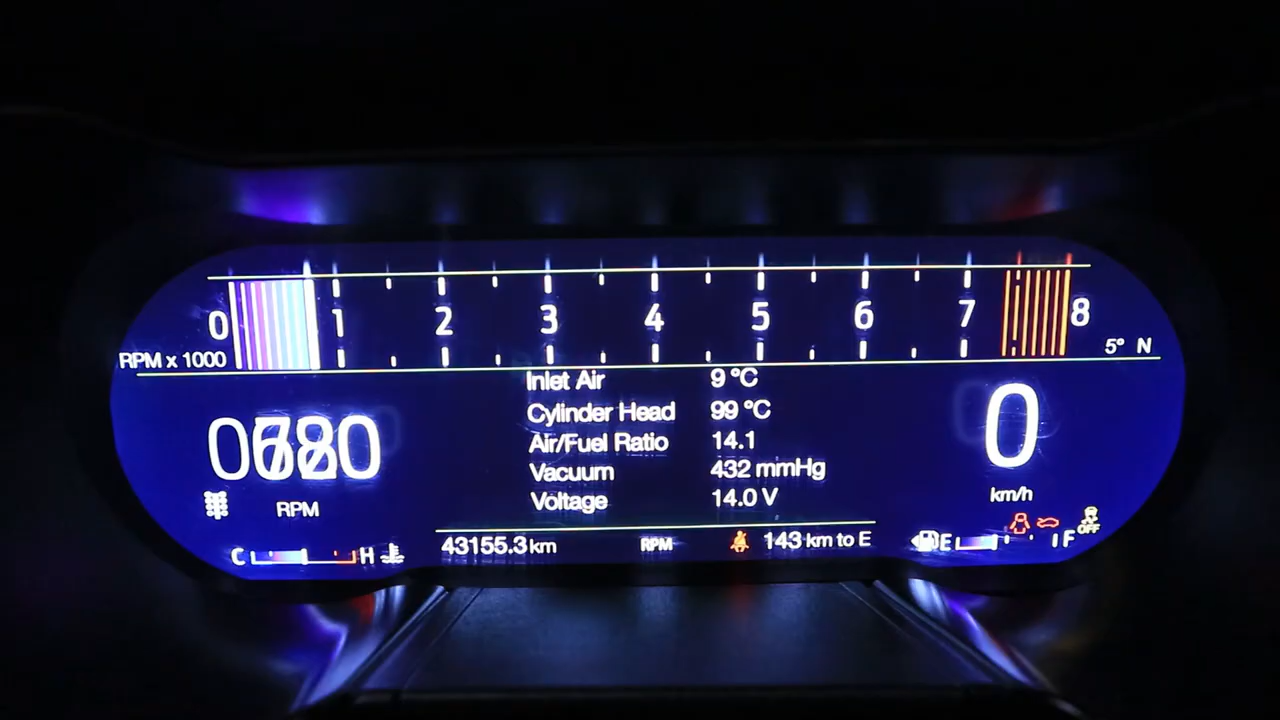 0 1 2 3 4 5 6 7 8
RPM x 1000
5° N
Inlet Air 9 °C
Cylinder Head 99 °C
Air/Fuel Ratio 14.1
Vacuum 432 mmHg
Voltage 14.0 V
0
RPM
km/h
OFF
C H
43155.3 km RPM 143 km to E
E F